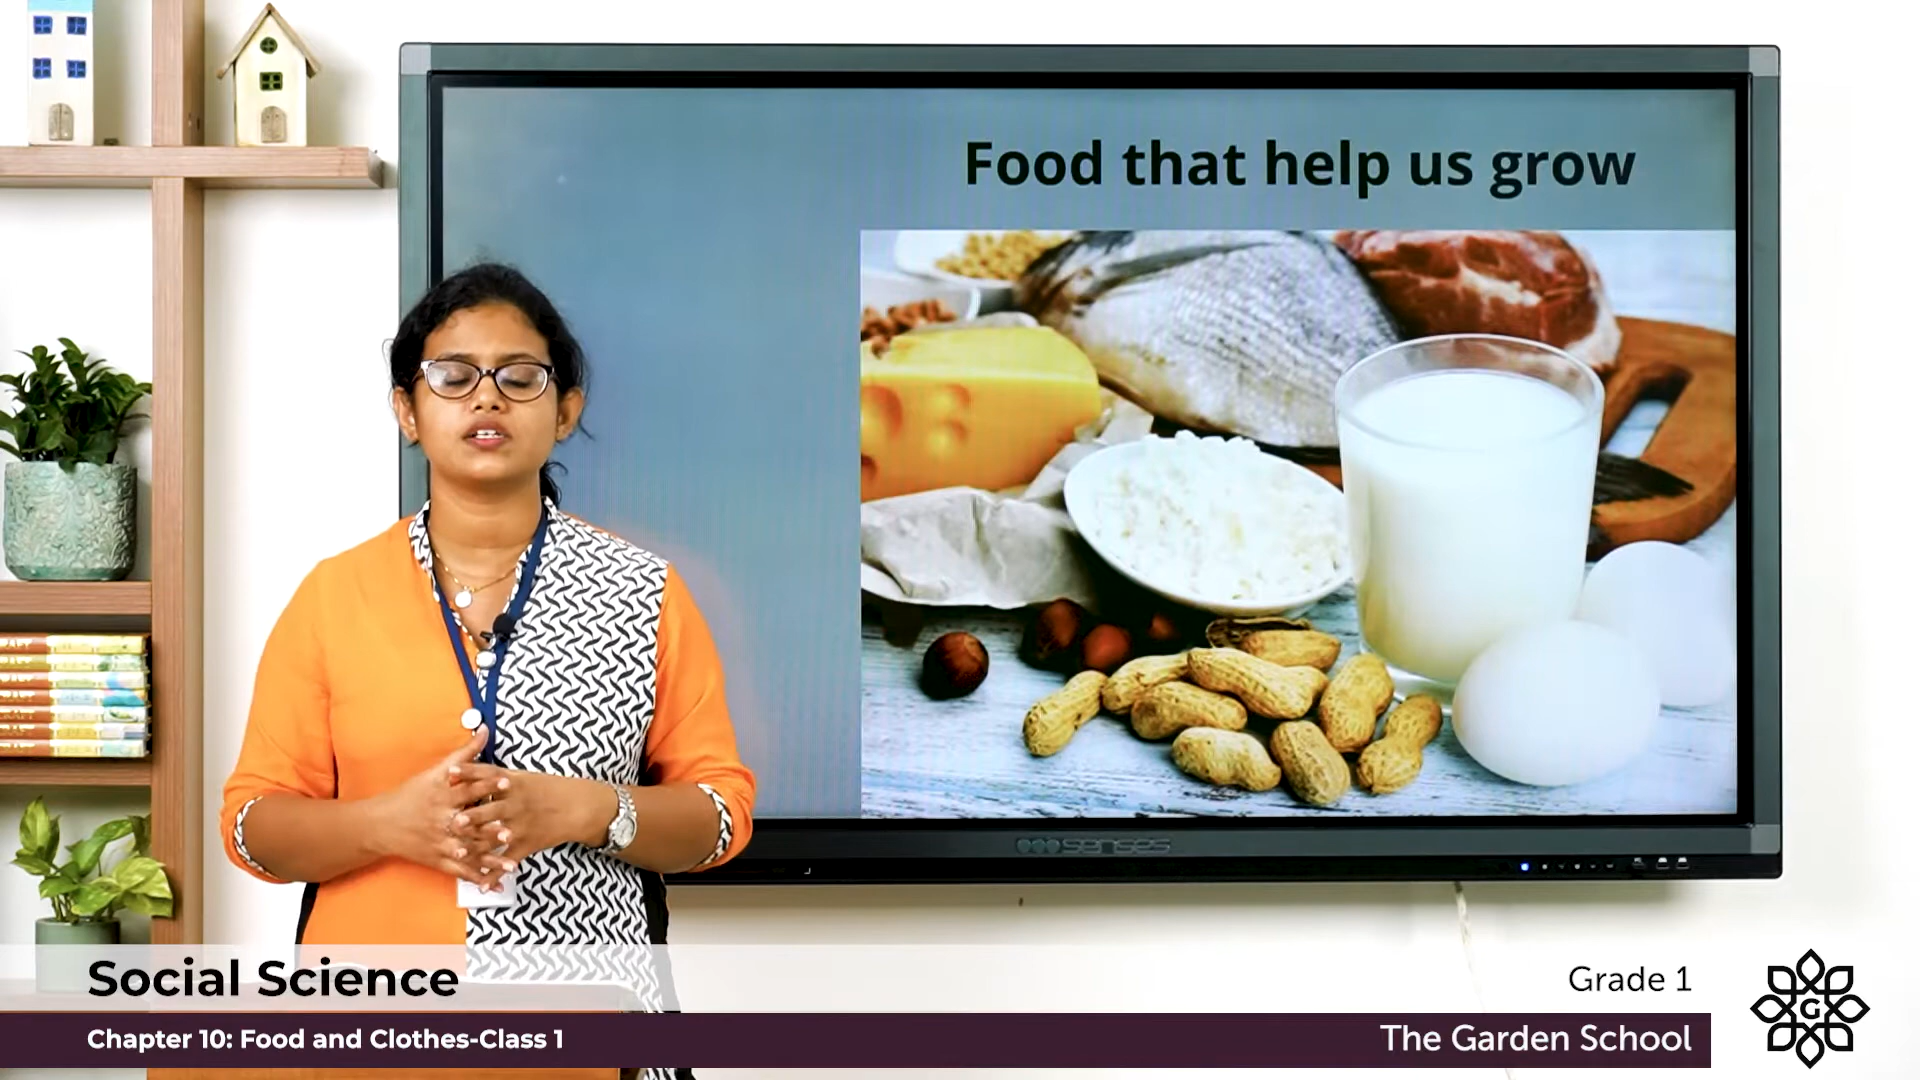 Food that help us grow
senses
Social Science
Grade 1
Chapter 10: Food and Clothes-Class 1
The Garden School
G